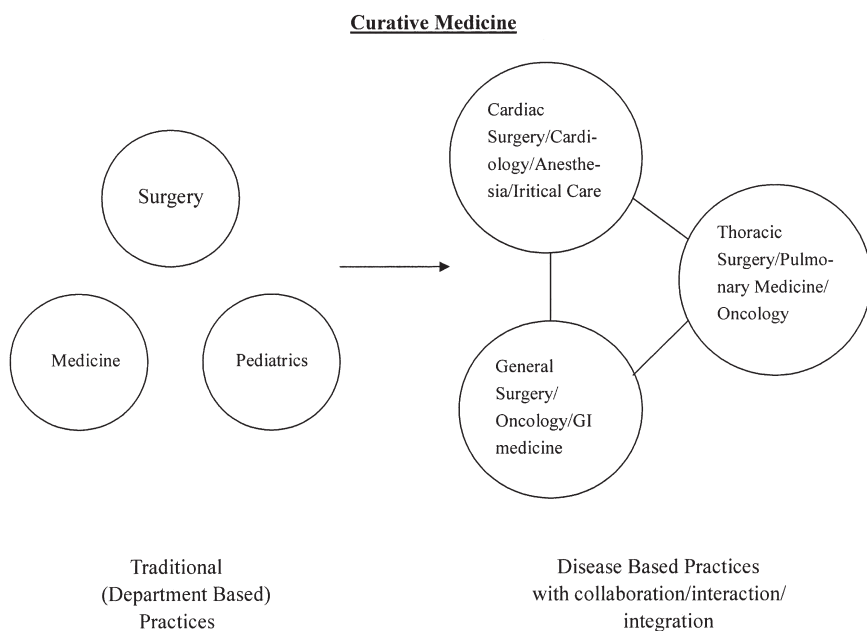 Curative Medicine
Surgery
Medicine
Pediatrics
Cardiac
Surgery/Cardi-
ology/Anesthe-
sia/Iritical Care
Thoracic
Surgery/Pulmo-
nary Medicine/
Oncology
General
Surgery/
Oncology/GI
medicine
Traditional
(Department Based)
Practices
Disease Based Practices
with collaboration/interaction/
integration